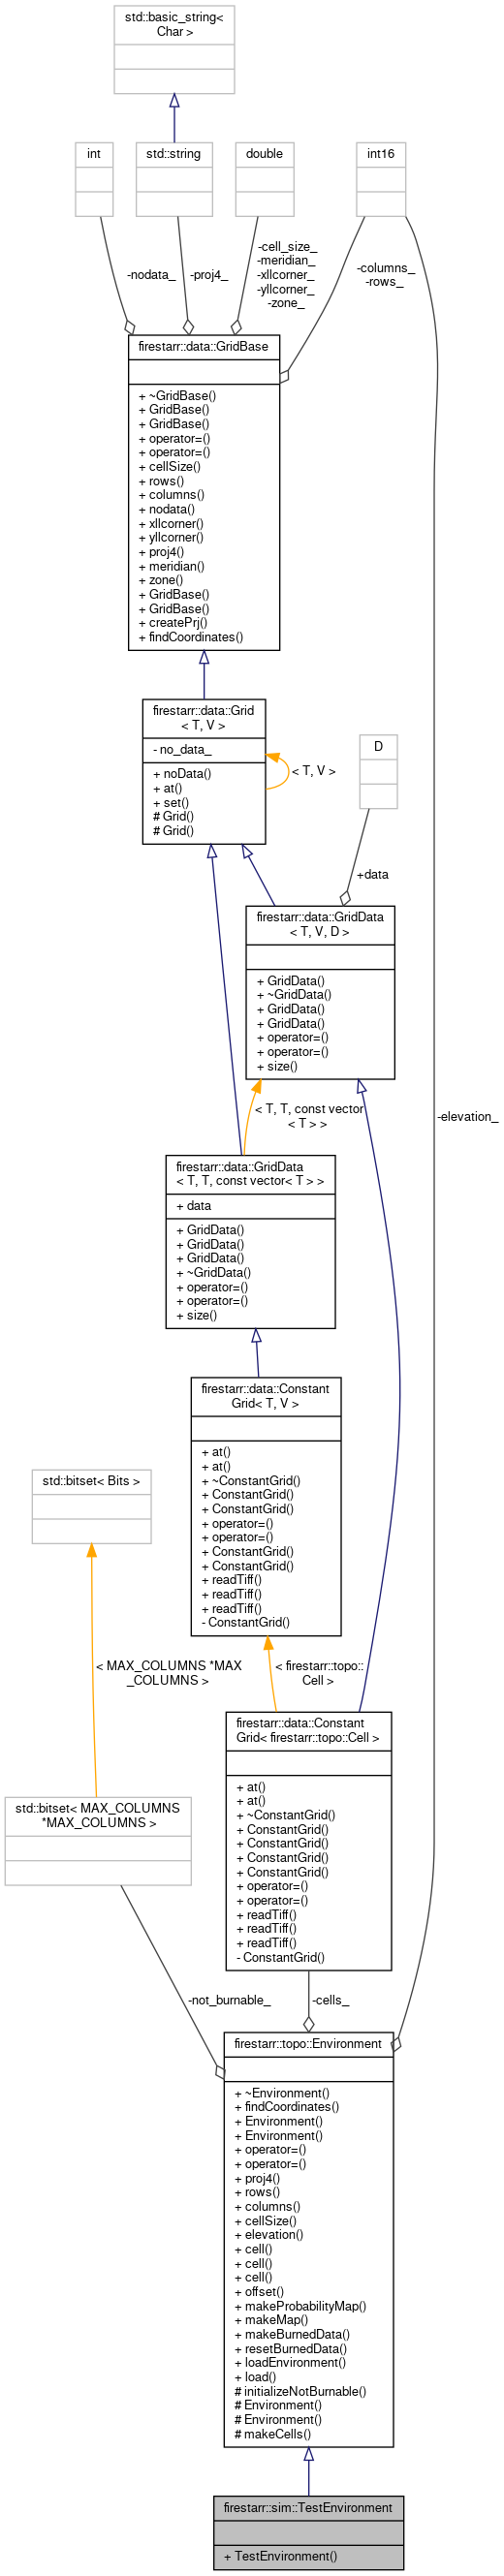 std::basic_string<
Char >
int
std::string
double
int16
-nodata_
-proj4_
-cell_size_
-meridian_
-xllcorner_
-yllcorner_
-zone_
-columns_
-rows_
firestarr::data::GridBase
+ ~GridBase()
+ GridBase()
+ GridBase()
+ operator=()
+ operator=()
+ cellSize()
+ rows()
+ columns()
+ nodata()
+ xllcorner()
+ yllcorner()
+ proj4()
+ meridian()
+ zone()
+ GridBase()
+ GridBase()
+ createPrj()
+ findCoordinates()
firestarr::data::Grid
< T, V >
- no_data_
+ noData()
+ at()
+ set()
# Grid()
# Grid()
< T, V >
D
+data
firestarr::data::GridData
< T, V, D >
+ GridData()
+ ~GridData()
+ GridData()
+ GridData()
+ operator=()
+ operator=()
+ size()
-elevation_
< T, T, const vector
< T > >
firestarr::data::GridData
< T, T, const vector< T > >
+ data
+ GridData()
+ GridData()
+ GridData()
+ ~GridData()
+ operator=()
+ operator=()
+ size()
firestarr::data::Constant
Grid< T, V >
+ at()
+ at()
+ ~ConstantGrid()
+ ConstantGrid()
+ ConstantGrid()
+ operator=()
+ operator=()
+ ConstantGrid()
+ ConstantGrid()
+ readTiff()
+ readTiff()
+ readTiff()
- ConstantGrid()
std::bitset< Bits >
< MAX_COLUMNS *MAX
_COLUMNS >
< firestarr::topo::
Cell >
firestarr::data::Constant
Grid< firestarr::topo::Cell >
+ at()
+ at()
+ ~ConstantGrid()
+ ConstantGrid()
+ ConstantGrid()
+ ConstantGrid()
+ ConstantGrid()
+ operator=()
+ operator=()
+ readTiff()
+ readTiff()
+ readTiff()
- ConstantGrid()
std::bitset< MAX_COLUMNS
*MAX_COLUMNS >
-not_burnable_
-cells_
firestarr::topo::Environment
+ ~Environment()
+ findCoordinates()
+ Environment()
+ Environment()
+ operator=()
+ operator=()
+ proj4()
+ rows()
+ columns()
+ cellSize()
+ elevation()
+ cell()
+ cell()
+ cell()
+ offset()
+ makeProbabilityMap()
+ makeMap()
+ makeBurnedData()
+ resetBurnedData()
+ loadEnvironment()
+ load()
# initializeNotBurnable()
# Environment()
# Environment()
# makeCells()
firestarr::sim::TestEnvironment
+ TestEnvironment()